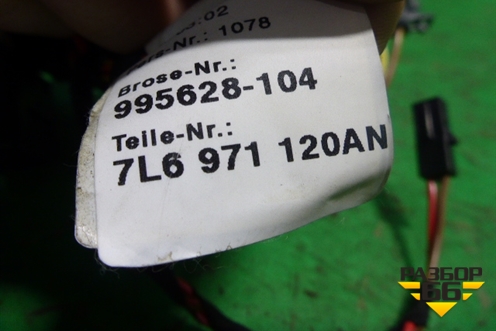 :02
-Nr.: 1078
Brose-Nr.:
995628-104
Teile-Nr.:
7L6 971 120AN
РАЗБОР
66